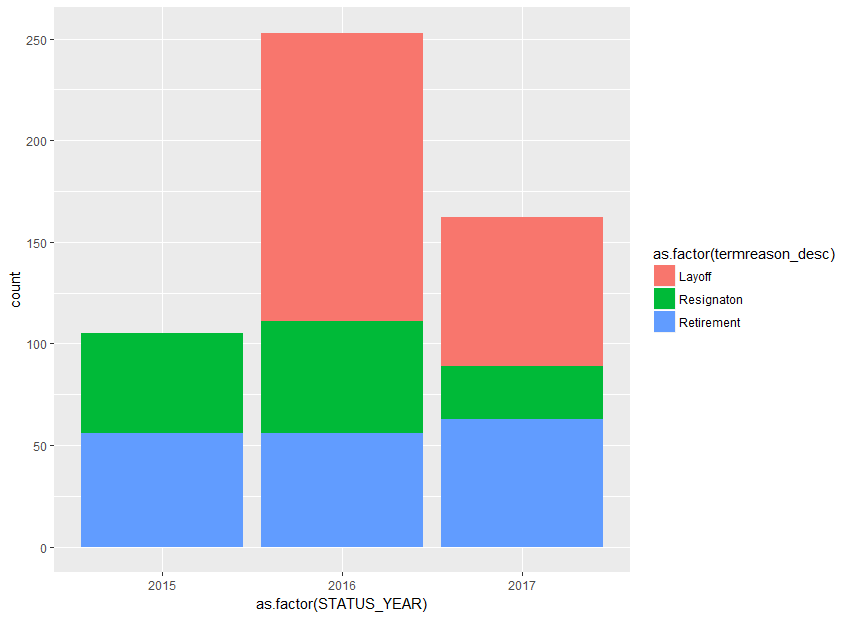 250
200
150
100
50
0
count
2015
2016
2017
as.factor(STATUS_YEAR)
as.factor(termreason_desc)
Layoff
Resignaton
Retirement